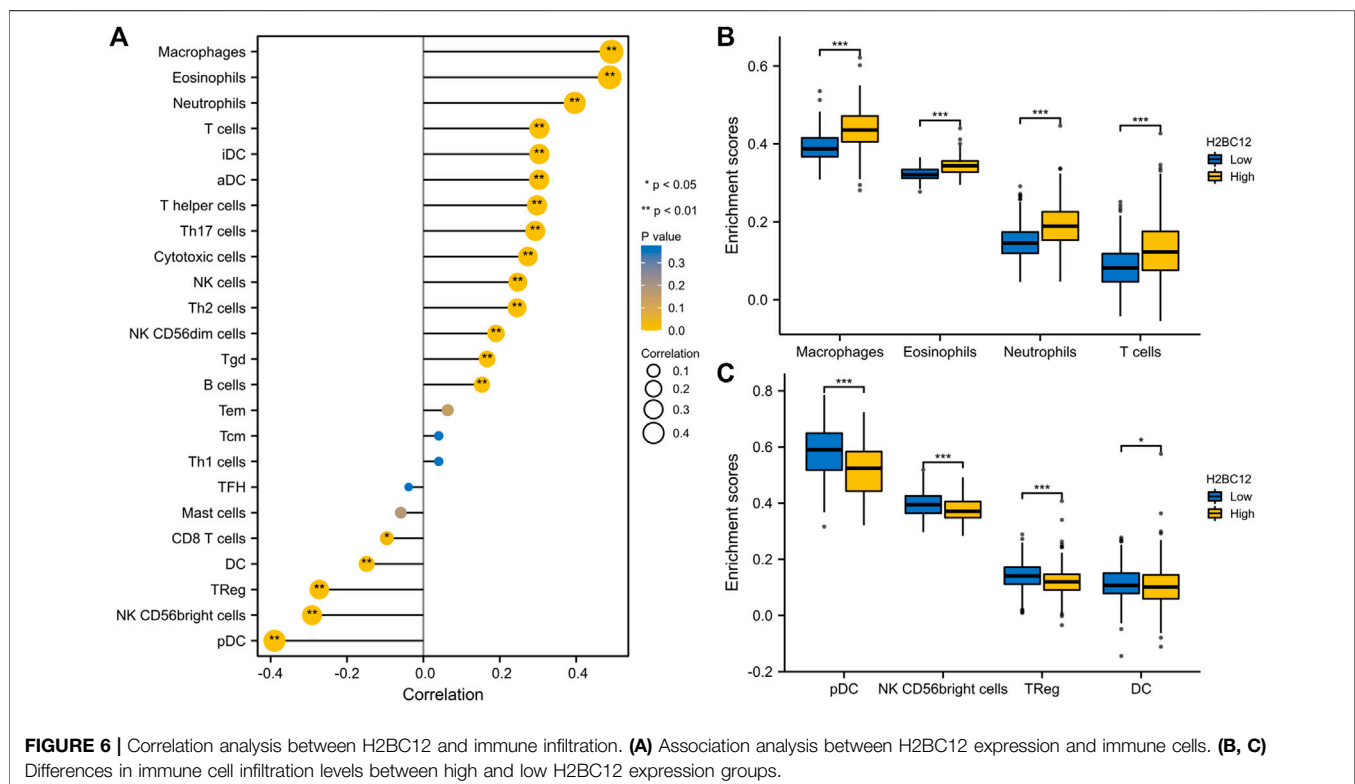 A
Macrophages
**
Eosinophils
**
Neutrophils
**
T cells
**
iDC
**
aDC
**
T helper cells
**
Th17 cells
**
Cytotoxic cells
**
NK cells
**
Th2 cells
**
NK CD56dim cells
**
Tgd
**
B cells
**
Tem
Tcm
Th1 cells
TFH
Mast cells
CD8 T cells
*
DC
**
TReg
**
NK CD56bright cells
**
pDC
**
-0.4 -0.2 0.0 0.2 0.4
Correlation
* p < 0.05
** p < 0.01
P value
0.3
0.2
0.1
0.0
Correlation
0.1
0.2
0.3
0.4
B
Enrichment scores
0.6
0.4
0.2
0.0
*** *** *** ***
Macrophages Eosinophils Neutrophils T cells
H2BC12
Low
High
C
Enrichment scores
0.8
0.6
0.4
0.2
0.0
-0.2
*** *** *** *
pDC NK CD56bright cells TReg DC
H2BC12
Low
High
FIGURE 6 | Correlation analysis between H2BC12 and immune infiltration. (A) Association analysis between H2BC12 expression and immune cells. (B, C)
Differences in immune cell infiltration levels between high and low H2BC12 expression groups.